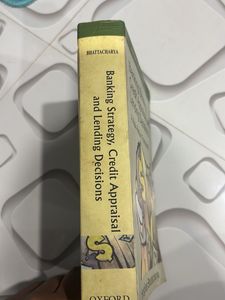 BHATTACHARYA
Banking Strategy, Credit Appraisal
and Lending Decisions
OXFORD